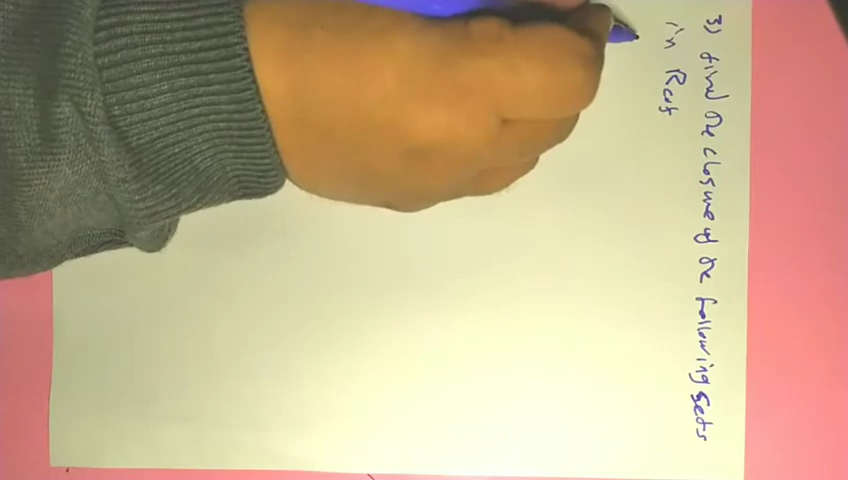 3) find the closure of the following sets
in Rcof